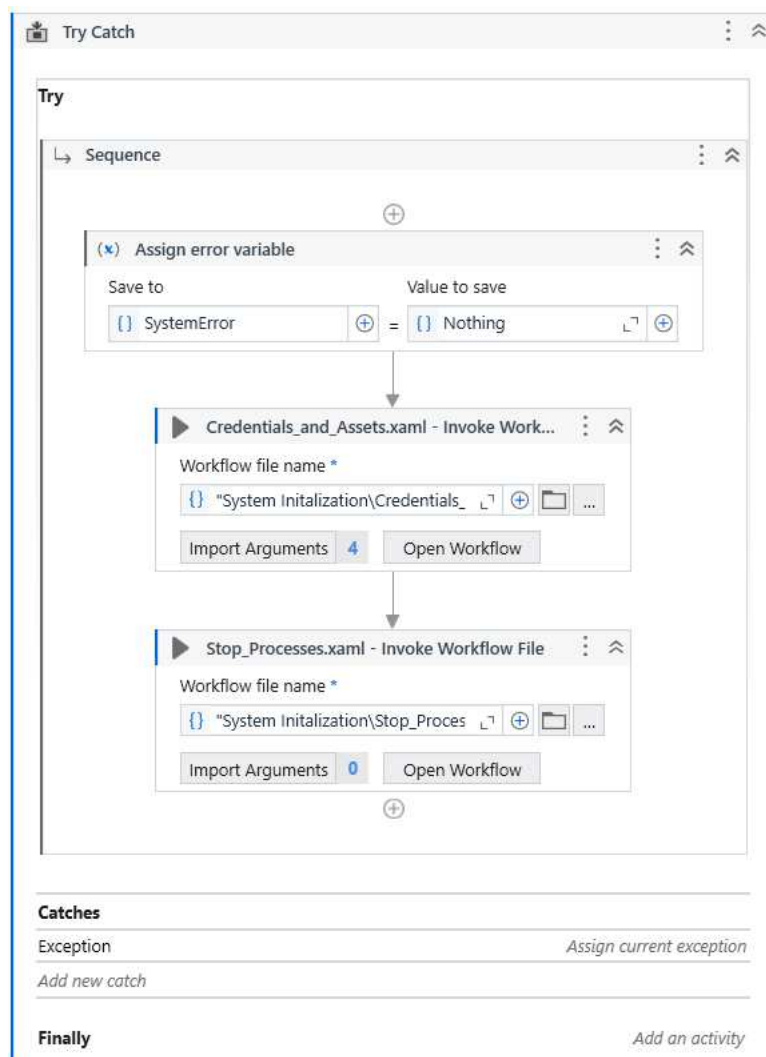 Try Catch
Try
Sequence
(x) Assign error variable
Save to Value to save
{} SystemError = {} Nothing
Credentials_and_Assets.xaml - Invoke Work...
Workflow file name *
{} "System Initalization\Credentials_ ...
Import Arguments 4 Open Workflow
Stop_Processes.xaml - Invoke Workflow File
Workflow file name *
{} "System Initalization\Stop_Proces ...
Import Arguments 0 Open Workflow
Catches
Exception Assign current exception
Add new catch
Finally Add an activity